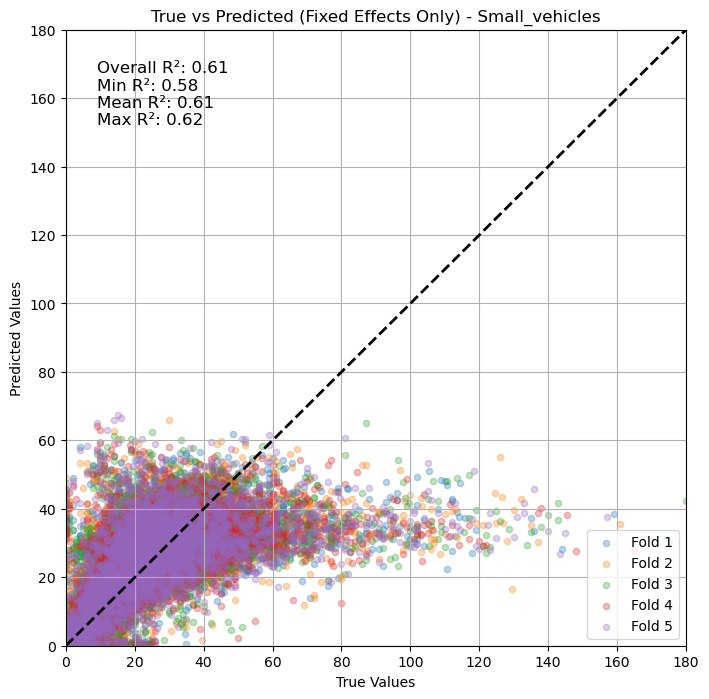 True vs Predicted (Fixed Effects Only) - Small_vehicles
180
160
140
120
100
80
60
40
20
0
Predicted Values
Overall R²: 0.61
Min R²: 0.58
Mean R²: 0.61
Max R²: 0.62
Fold 1
Fold 2
Fold 3
Fold 4
Fold 5
0 20 40 60 80 100 120 140 160 180
True Values